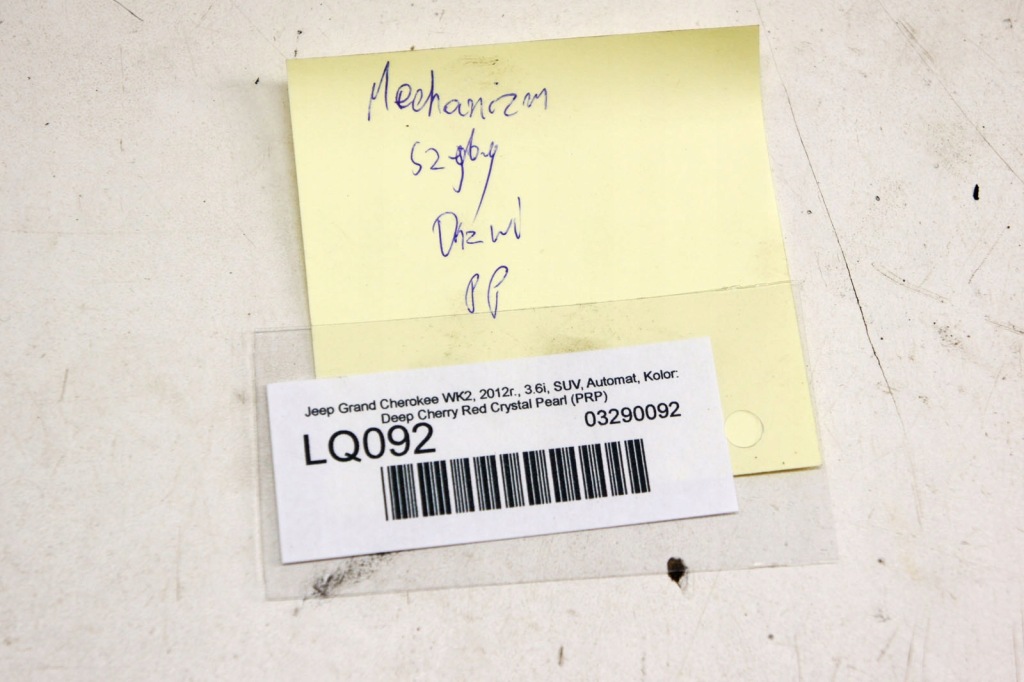 Mechanizm
szyby
Drzwi
PP
Jeep Grand Cherokee WK2, 2012r., 3.6i, SUV, Automat, Kolor:
Deep Cherry Red Crystal Pearl (PRP)
LQ092 03290092